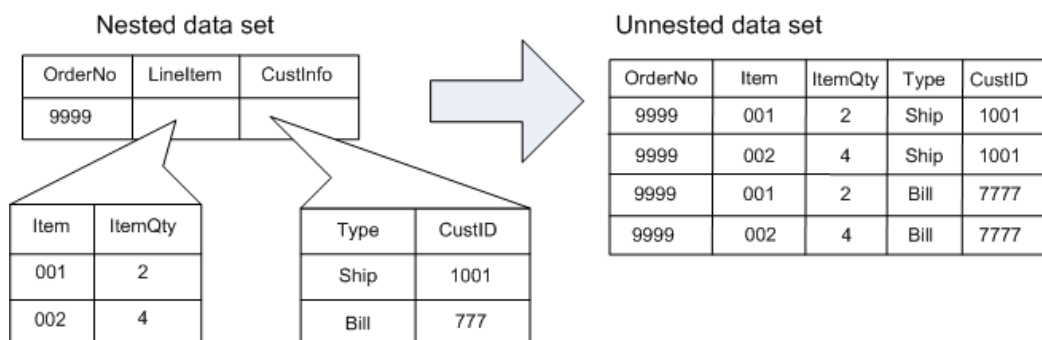 Nested data set
OrderNo LineItem CustInfo
9999
Item ItemQty
001 2
002 4
Type CustID
Ship 1001
Bill 777
Unnested data set
OrderNo Item ItemQty Type CustID
9999 001 2 Ship 1001
9999 002 4 Ship 1001
9999 001 2 Bill 7777
9999 002 4 Bill 7777